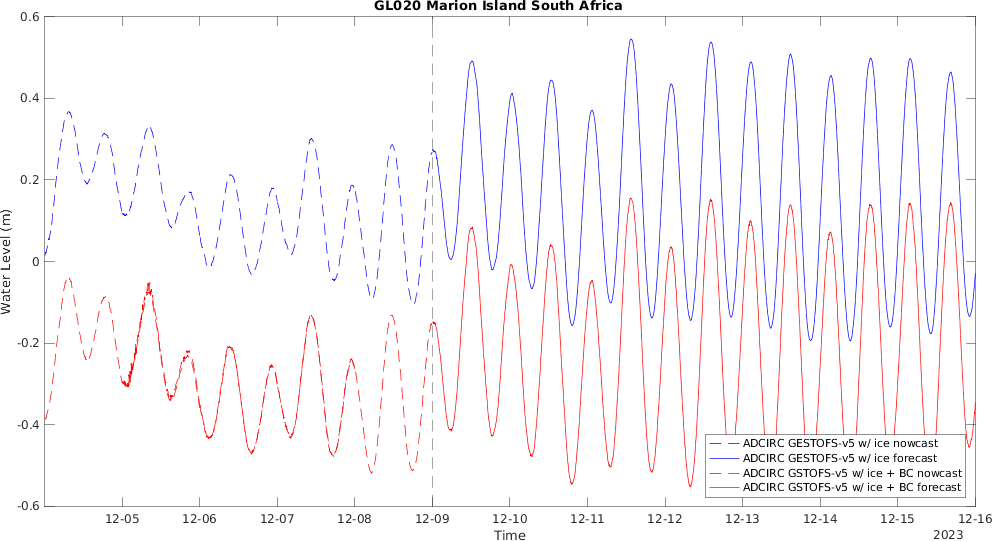 GL020 Marion Island South Africa
0.6
0.4
0.2
0
-0.2
-0.4
-0.6
Water Level (m)
ADCIRC GESTOFS-v5 w/ ice nowcast
ADCIRC GESTOFS-v5 w/ ice forecast
ADCIRC GSTOFS-v5 w/ ice + BC nowcast
ADCIRC GSTOFS-v5 w/ ice + BC forecast
12-05 12-06 12-07 12-08 12-09 12-10 12-11 12-12 12-13 12-14 12-15 12-16
Time
2023